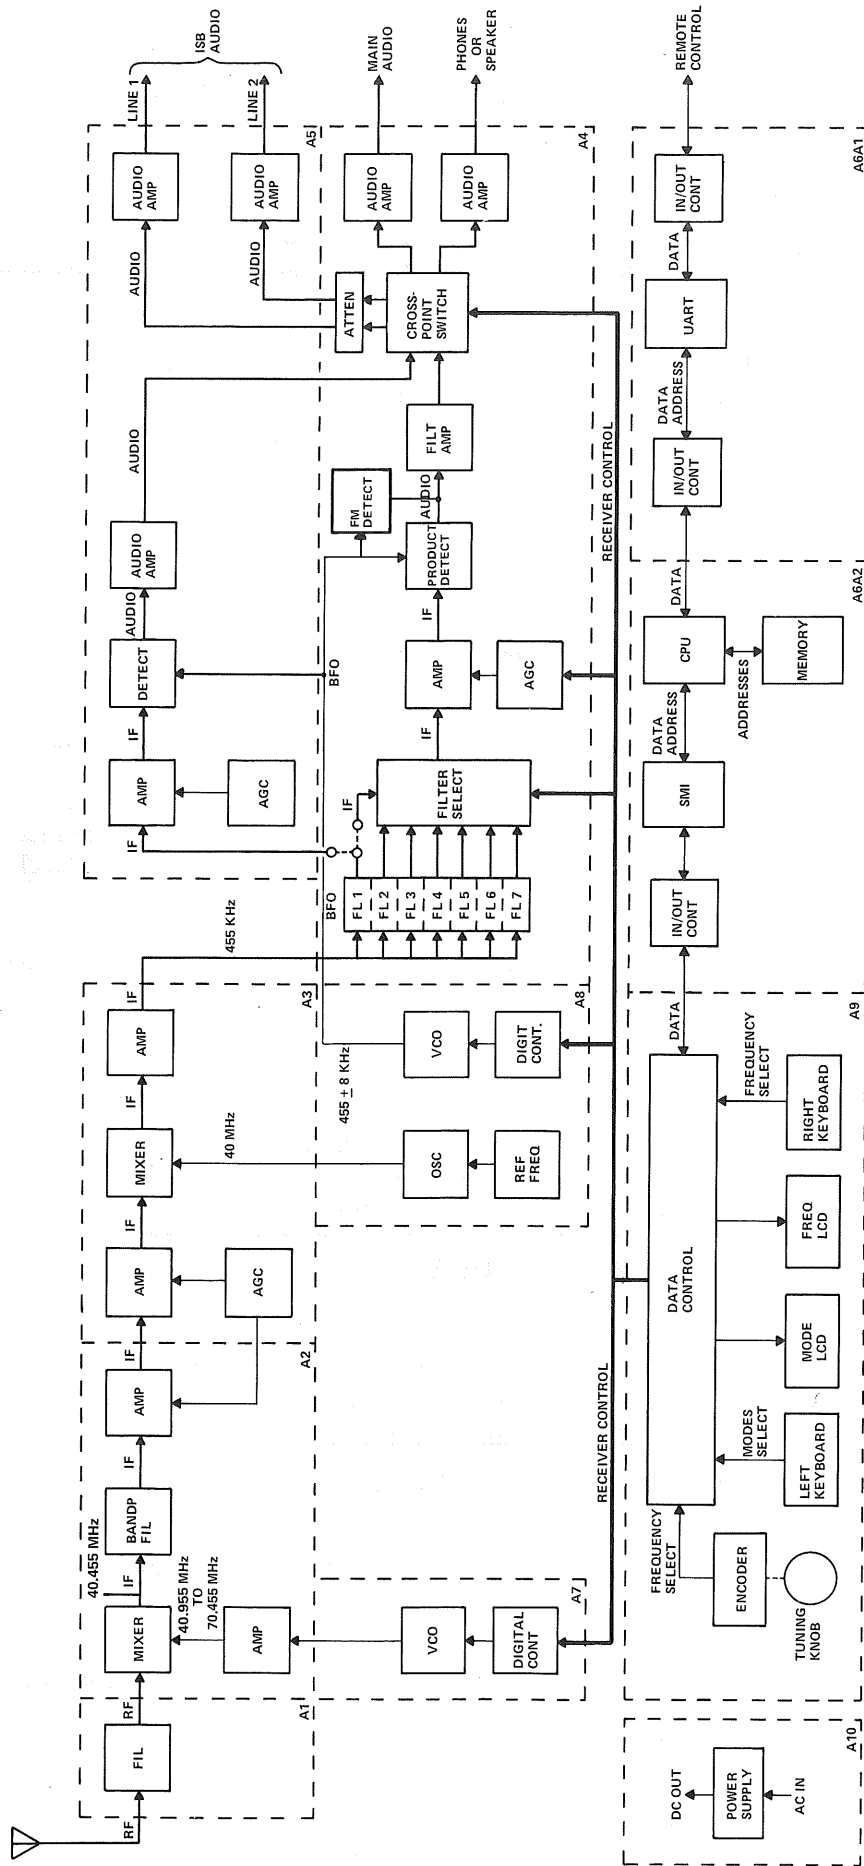 RF
FIL
RF
A1
MIXER
40.955 MHz
TO
70.455 MHz
AMP
40.455 MHz
IF
BANDP
FIL
IF
AMP
A2
IF
AMP
AGC
IF
MIXER
40 MHz
IF
AMP
IF
A3
455 KHz
IF
AMP
AGC
IF
DETECT
AUDIO
AUDIO
AMP
AUDIO
AUDIO
AUDIO
AMP
LINE 1
AUDIO
AUDIO
AMP
LINE 2
ISB
AUDIO
A5
VCO
DIGITAL
CONT
A7
OSC
REF
FREQ
455 ± 8 KHz
VCO
DIGIT
CONT.
A8
BFO
BFO
FL 1
FL 2
FL 3
FL 4
FL 5
FL 6
FL 7
IF
FILTER
SELECT
IF
AMP
AGC
IF
PRODUCT
DETECT
FM
DETECT
AUDIO
FILT
AMP
ATTEN
CROSS-
POINT
SWITCH
AUDIO
AMP
MAIN
AUDIO
AUDIO
AMP
PHONES
OR
SPEAKER
A4
RECEIVER CONTROL
RECEIVER CONTROL
DC OUT
POWER
SUPPLY
AC IN
A10
FREQUENCY
SELECT
ENCODER
TUNING
KNOB
DATA
CONTROL
MODES
SELECT
LEFT
KEYBOARD
MODE
LCD
FREQ
LCD
FREQUENCY
SELECT
RIGHT
KEYBOARD
A9
DATA
IN/OUT
CONT
SMI
DATA
ADDRESS
CPU
ADDRESSES
MEMORY
A6A2
DATA
IN/OUT
CONT
DATA
ADDRESS
UART
DATA
IN/OUT
CONT
REMOTE
CONTROL
A6A1